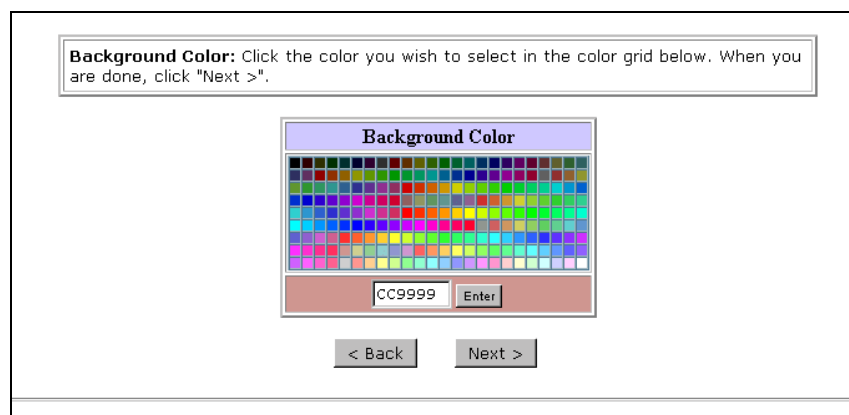 Background Color: Click the color you wish to select in the color grid below. When you
are done, click "Next >".
Background Color
CC9999 Enter
< Back Next >